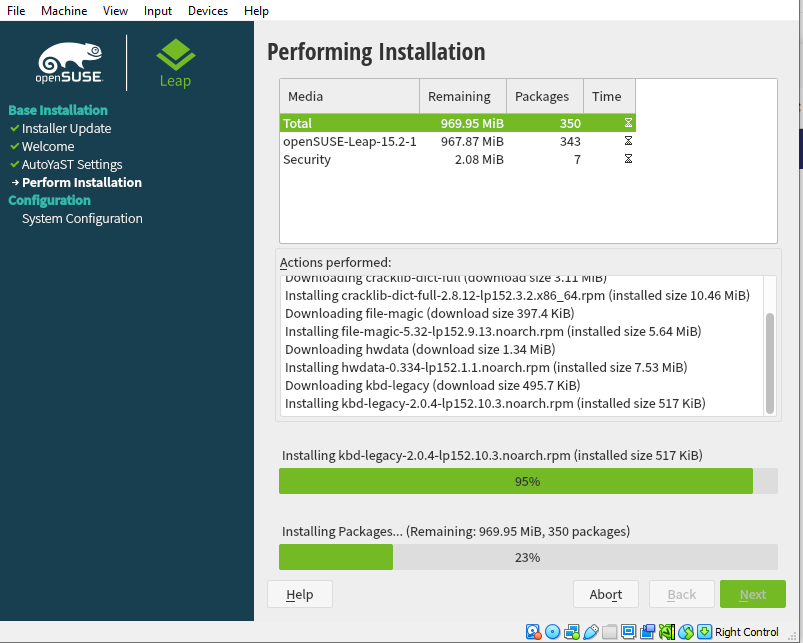 File Machine View Input Devices Help
openSUSE.
Leap
Base Installation
Installer Update
Welcome
AutoYaST Settings
Perform Installation
Configuration
System Configuration
Performing Installation
Media Remaining Packages Time
Total 969.95 MiB 350
openSUSE-Leap-15.2-1 967.87 MiB 343
Security 2.08 MiB 7
Actions performed:
Downloading cracklib-dict-full (download size 3.11 MiB)
Installing cracklib-dict-full-2.8.12-lp152.3.2.x86_64.rpm (installed size 10.46 MiB)
Downloading file-magic (download size 397.4 KiB)
Installing file-magic-5.32-lp152.9.13.noarch.rpm (installed size 5.64 MiB)
Downloading hwdata (download size 1.34 MiB)
Installing hwdata-0.334-lp152.1.1.noarch.rpm (installed size 7.53 MiB)
Downloading kbd-legacy (download size 495.7 KiB)
Installing kbd-legacy-2.0.4-lp152.10.3.noarch.rpm (installed size 517 KiB)
Installing kbd-legacy-2.0.4-lp152.10.3.noarch.rpm (installed size 517 KiB)
95%
Installing Packages... (Remaining: 969.95 MiB, 350 packages)
23%
Help Abort Back Next
Right Control